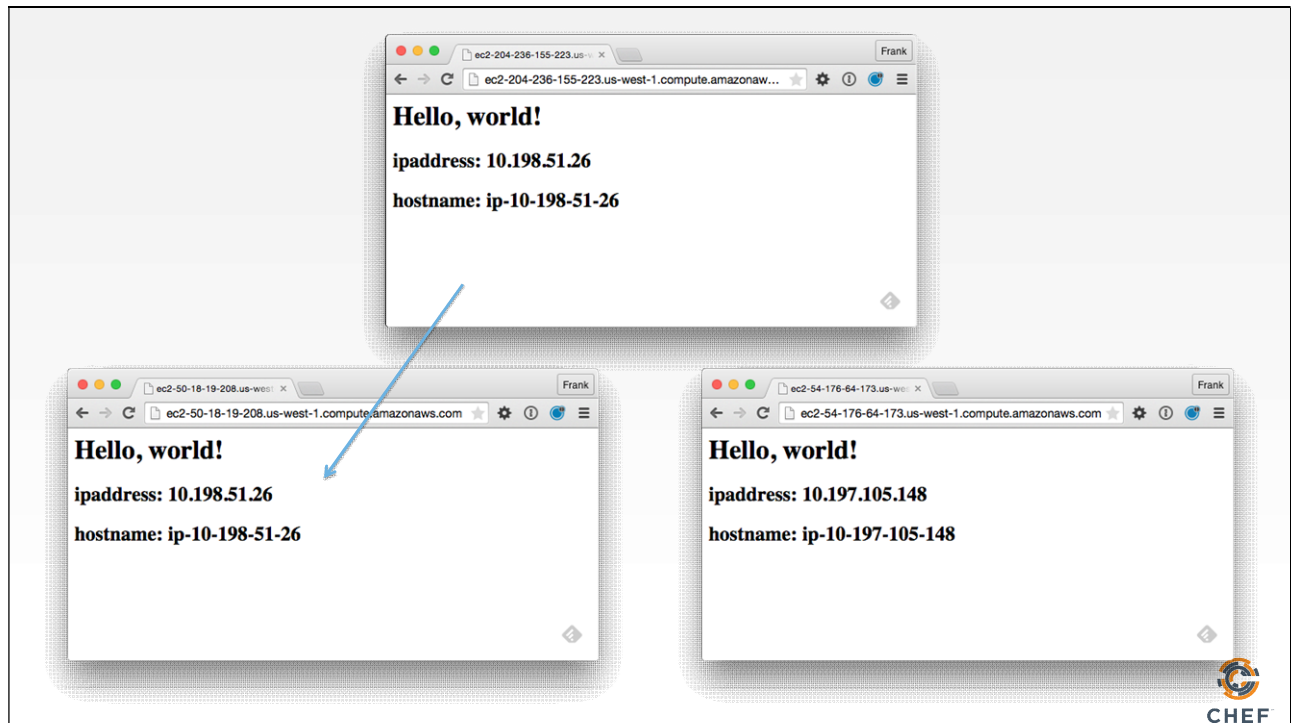 ec2-204-236-155-223.us-w
Frank
ec2-204-236-155-223.us-west-1.compute.amazonaw...
Hello, world!
ipaddress: 10.198.51.26
hostname: ip-10-198-51-26
ec2-50-18-19-208.us-west
Frank
ec2-50-18-19-208.us-west-1.compute.amazonaws.com
Hello, world!
ipaddress: 10.198.51.26
hostname: ip-10-198-51-26
ec2-54-176-64-173.us-wes
Frank
ec2-54-176-64-173.us-west-1.compute.amazonaws.com
Hello, world!
ipaddress: 10.197.105.148
hostname: ip-10-197-105-148
CHEF